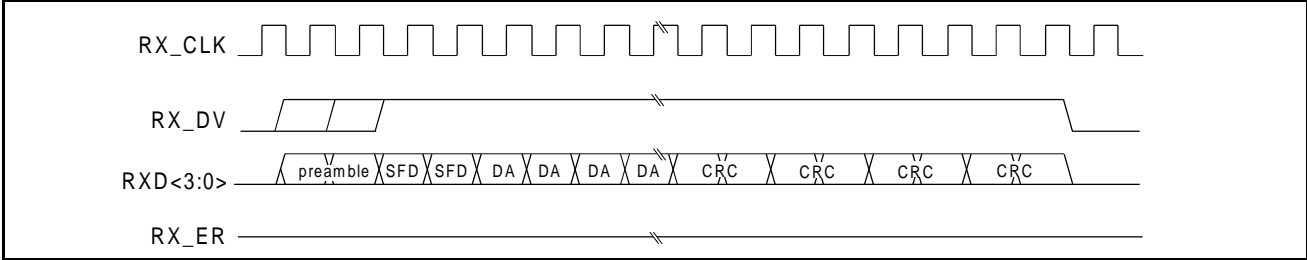 RX_CLK
RX_DV
RXD<3:0> preamble SFD SFD DA DA DA DA CRC CRC CRC CRC
RX_ER